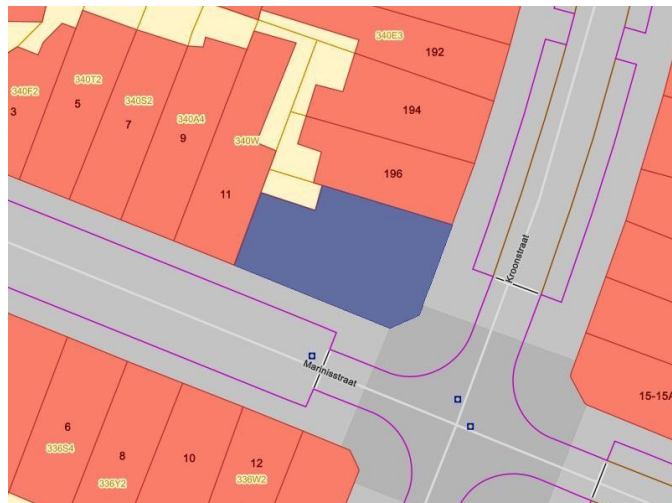 340E3
192
340T2
340F2
5
340S2
3
7
340A4
9
194
340W
196
11
Kroonstraat
Marinisstraat
15-15A
6
336S4
8
336Y2
10
12
336W2